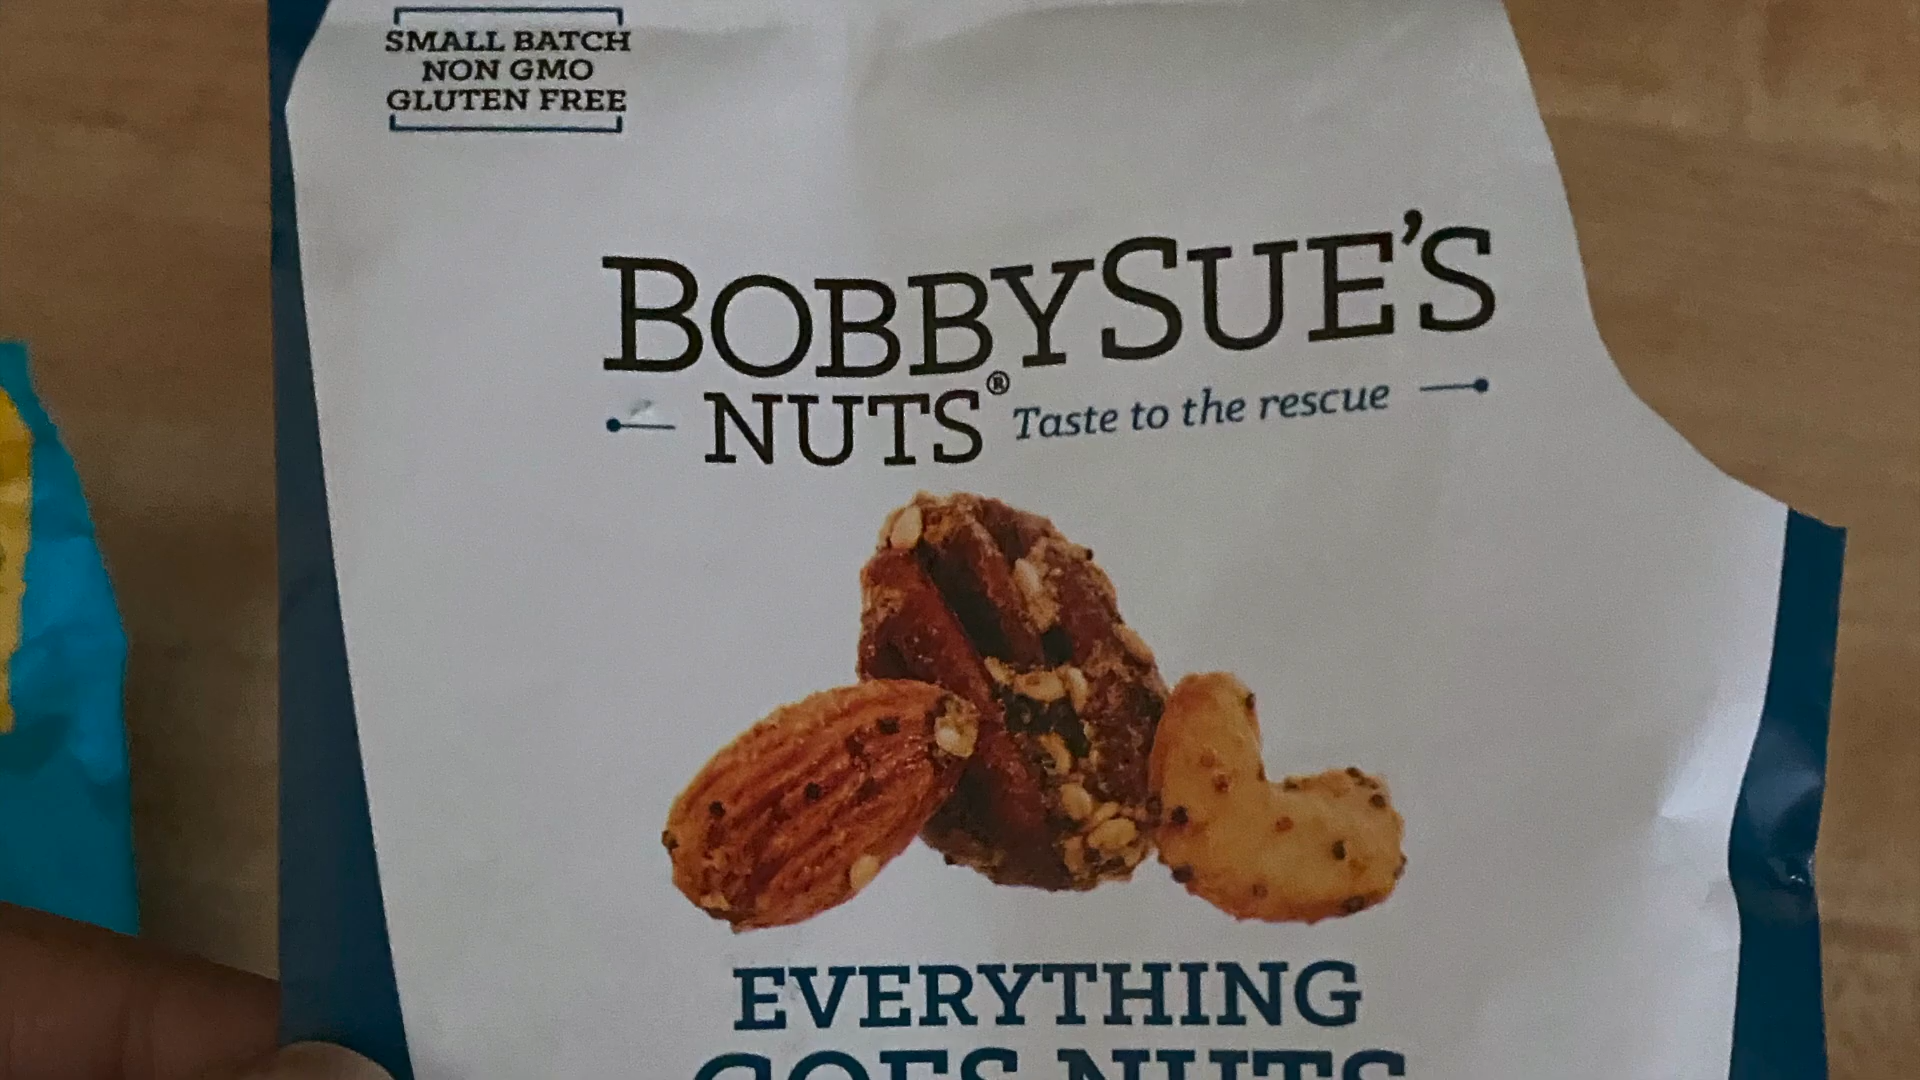 SMALL BATCH
NON GMO
GLUTEN FREE
BOBBYSUE'S
NUTS® Taste to the rescue
EVERYTHING
GOES NUTS